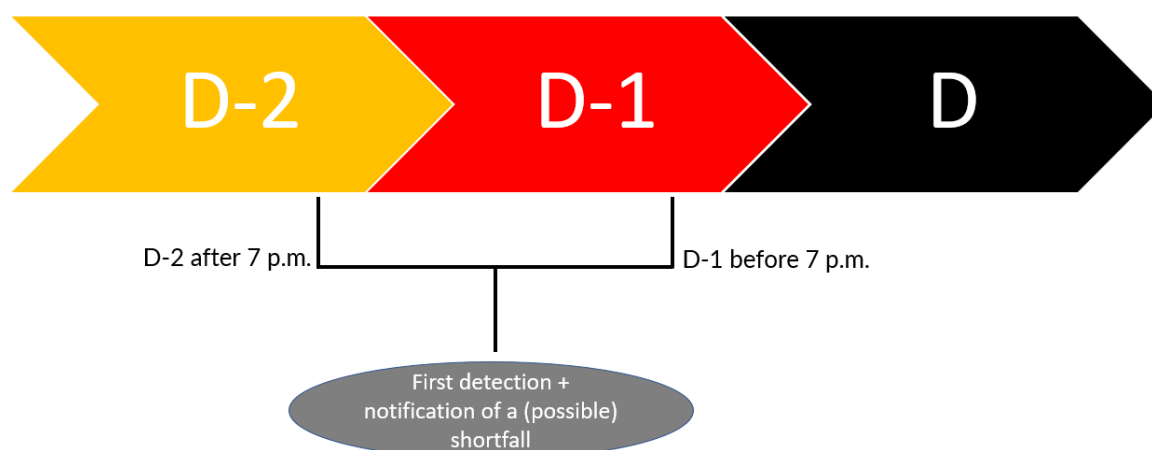 D-2
D-1
D
D-2 after 7 p.m.
D-1 before 7 p.m.
First detection +
notification of a (possible)
shortfall